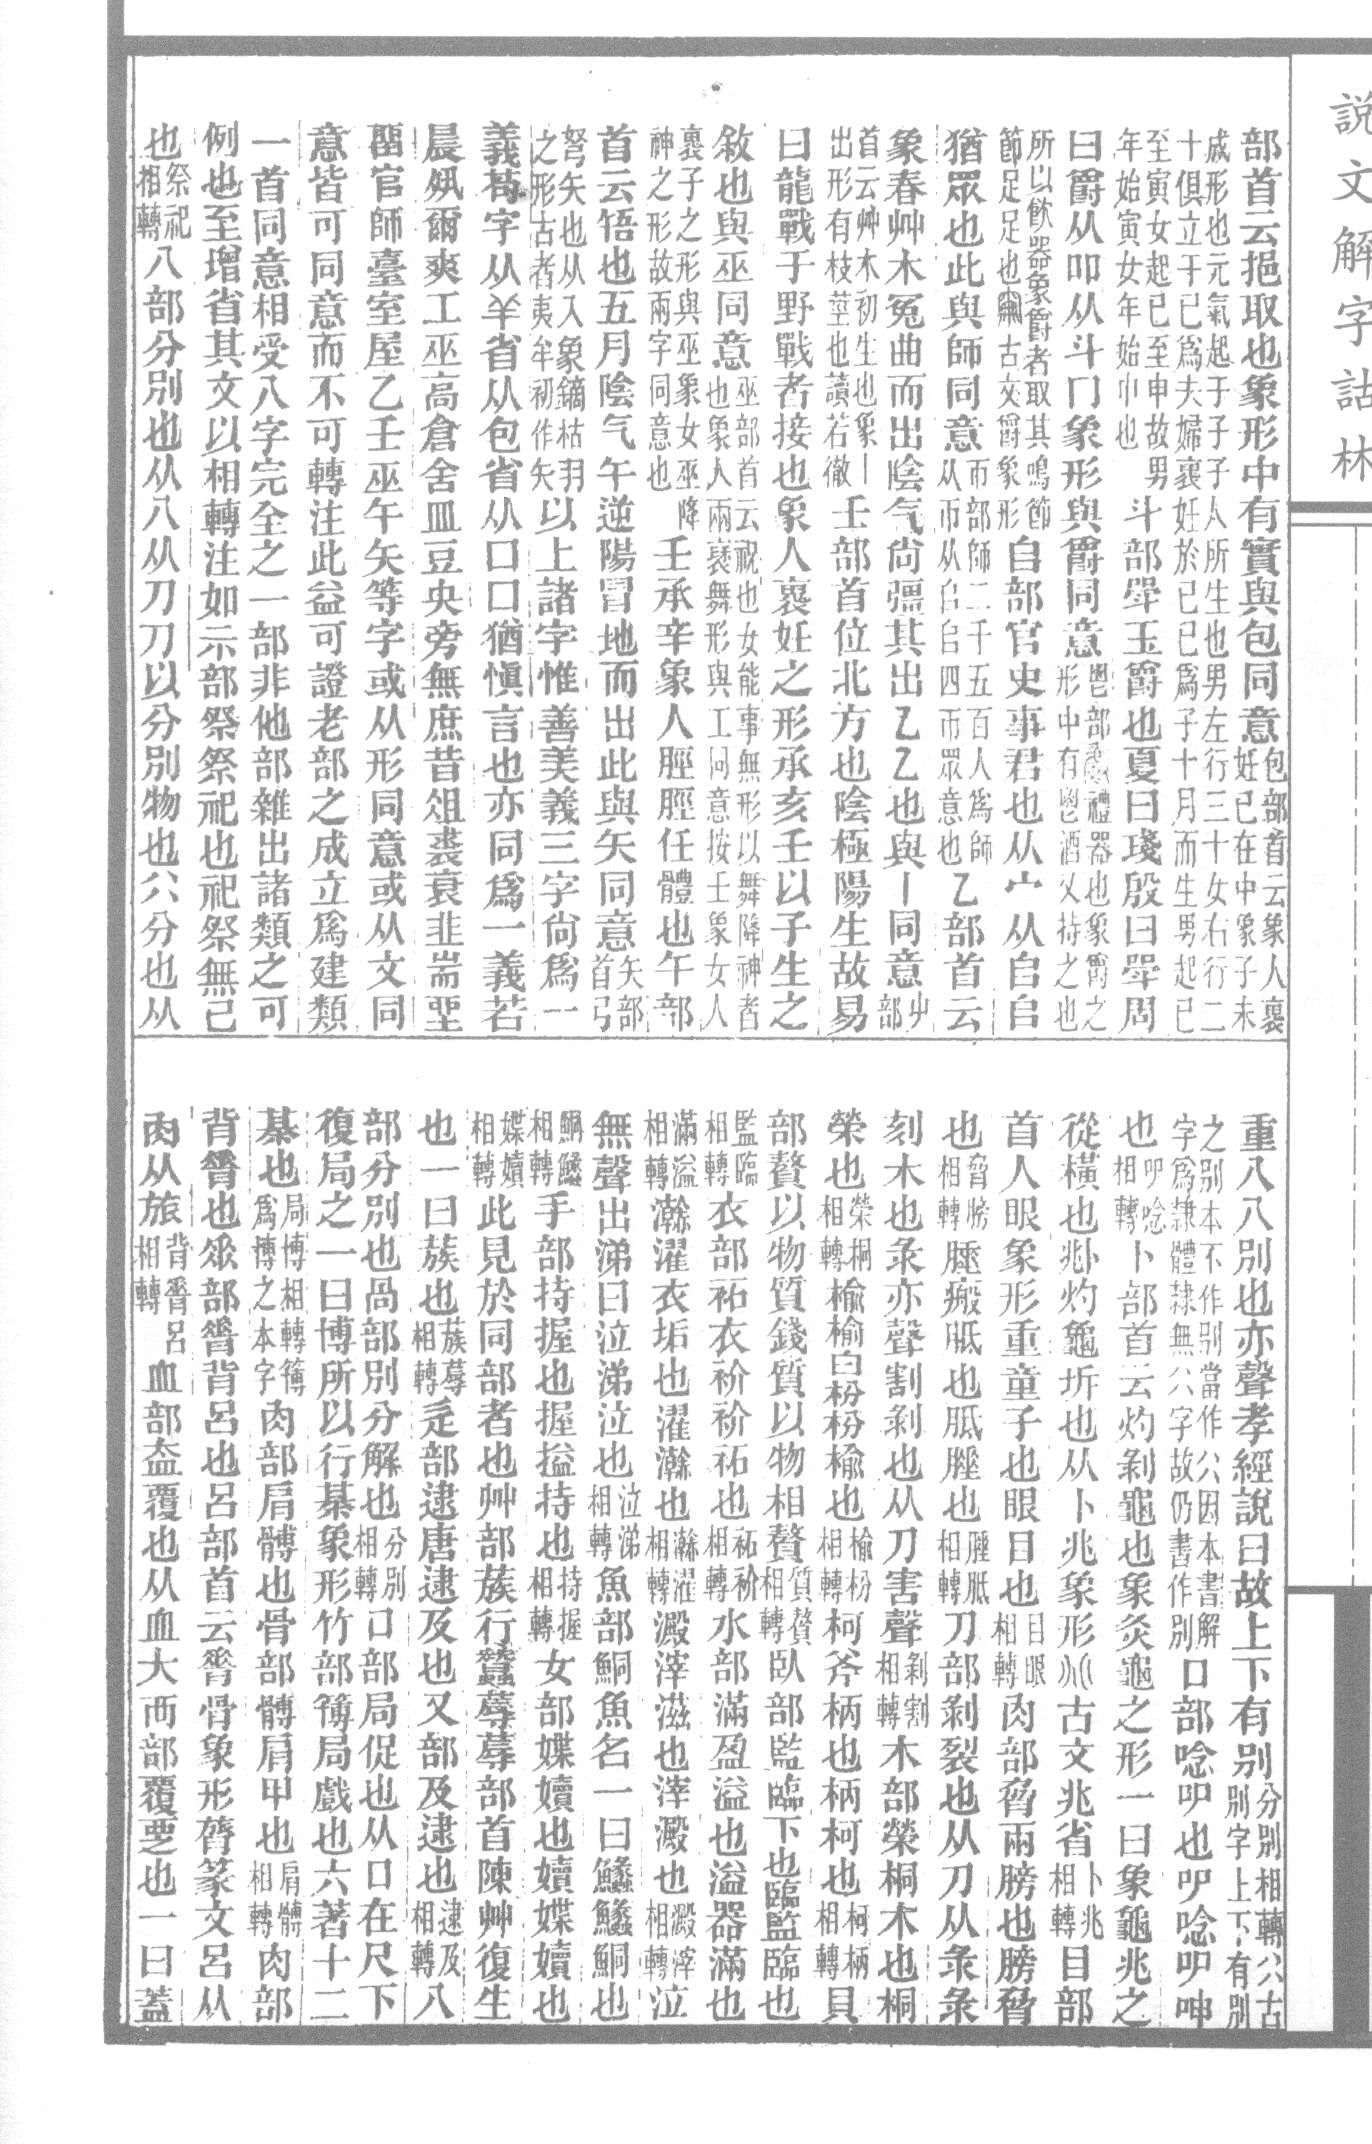 説文解字詁林
部首云挹取也象形中有實與包同意包部首云象人裹妊已在中象子未
成形也元氣起于子子人所生也男左行三十女右行二十俱立于巳爲夫婦裹妊於巳巳爲子十月而生男起巳
至寅女起巳至申故男年始寅女年始巾也斗部斝玉爵也夏曰琖殷曰斝周
曰爵从吅从斗冂象形與爵同意鬯部爵禮器也象爵之形中有鬯酒又持之也
所以飲器象爵者取其鳴節節足足也古文爵象形𠂤部官史事君也从宀从𠂤𠂤
猶眾也此與師同意帀部師二千五百人爲師从帀从𠂤𠂤四帀眾意也乙部首云
象春艸木冤曲而出陰气尙彊其出乙乙也與丨同意屮部
首云艸木初生也象丨出形有枝莖也讀若徹壬部首位北方也陰極陽生故易
曰龍戰于野戰者接也象人裹妊之形承亥壬以子生之
敘也與巫同意巫部首云祝也女能事無形以舞降神者也象人兩袤舞形與工同意按壬象女人
裹子之形與巫象女巫降神之形故兩字同意也壬承辛象人脛脛任體也午部
首云啎也五月陰气午逆陽冒地而出此與矢同意矢部首弓
弩矢也从入象鏑栝羽之形古者夷牟初作矢以上諸字惟善美義三字尙爲一
義苟字从羊省从包省从口口猶愼言也亦同爲一義若
晨姚爾爽工巫高倉舍皿豆央旁無庶昔俎裘衰韭耑壐
圅官師臺室屋乙壬巫午矢等字或从形同意或从文同
意皆可同意而不可轉注此益可證老部之成立爲建類
一首同意相受八字完全之一部非他部雜出諸類之可
例也至增省其文以相轉注如示部祭祭祀也祀祭無已
也祭祀相轉八部分別也从八从刀刀以分別物也八分也从
重八八別也亦聲孝經說曰故上下有別分別相轉八古別字上下有別
之別本不作別當作八因本書解字爲隸體隸無八字故仍書作別口部唸吚也吚唸吚呻
也吚唸相轉卜部首云灼剝龜也象灸龜之形一曰象龜兆之
從橫也𠧞灼龜坼也从卜兆象形兆古文兆省卜兆相轉目部
首人眼象形重童子也眼目也目眼相轉肉部脅兩膀也膀脅
也脅膀相轉胵瘢胝也胝胵也胵胝相轉刀部剝裂也从刀从彔彔
刻木也彔亦聲割剝也从刀害聲剝割相轉木部榮桐木也桐
榮也榮桐相轉楡楡白枌枌楡也楡枌相轉柯斧柄也柄柯也柯柄相轉貝
部贅以物質錢質以物相贅質贅相轉臥部監臨下也臨監臨也
監臨相轉衣部祏衣衸衸祏也祏衸相轉水部滿盈溢也溢器滿也
滿溢相轉瀚濯衣垢也濯瀚也瀚濯相轉澱滓滋也滓澱也澱滓相轉泣
無聲出涕曰泣涕泣也泣涕相轉魚部鮦魚名一曰鱺鱺鮦也
鮦鱺相轉手部持握也握搤持也持握相轉女部媟嬻也嬻媟嬻也
媟嬻相轉此見於同部者也艸部蔟行蠶蓐蓐部首陳艸復生
也一曰蔟也蔟蓐相轉辵部逮唐逮及也又部及逮也逮及相轉八
部分別也冎部別分解也分別相轉口部局促也从口在尺下
復局之一曰博所以行棊象形竹部簙局戲也六箸十二
棊也局博相轉簙爲博之本字肉部肩髆也骨部髆肩甲也肩髆相轉肉部
背𦟝也𠂢部𦟝背呂也呂部首云脊骨象形膂篆文呂从
肉从旅背脊呂相轉血部盇覆也从血大襾部覆覂也一曰蓋